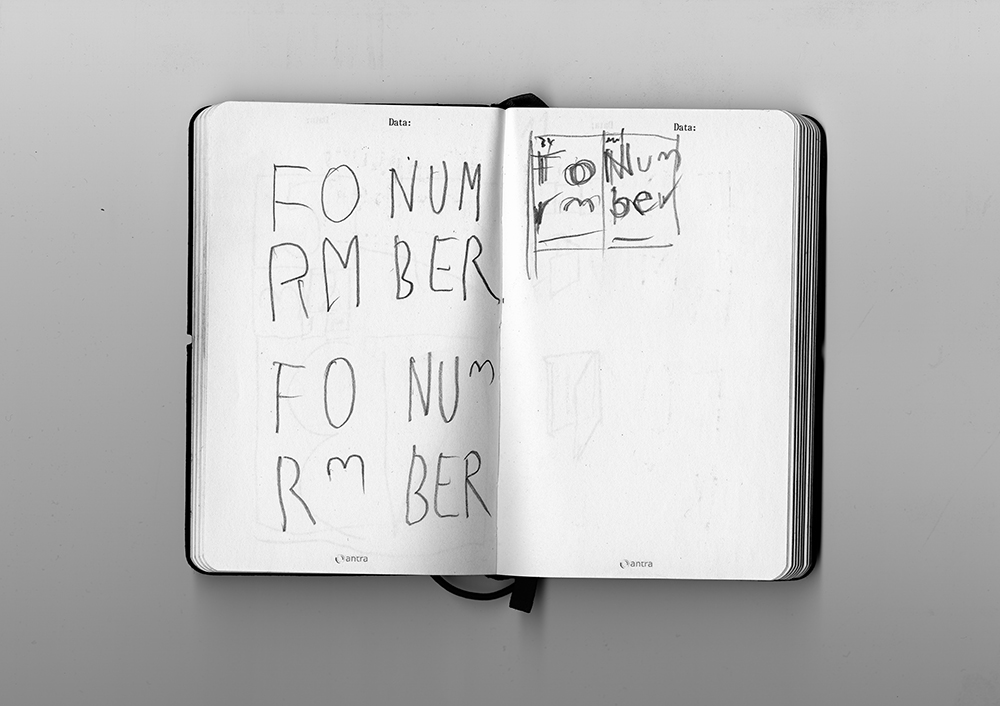 Data:
FO NUM
RM BER
FO NUm
Rm BER
antra
Data:
Fo Num
rm ber
antra